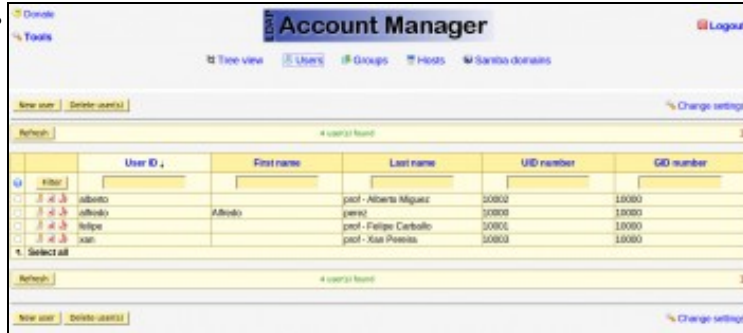 Donate
Tools
LDAP Account Manager
Logout
Tree view Users Groups Hosts Samba domains
New user Delete user(s) Change settings
Refresh 4 user(s) found 1
User ID First name Last name UID number GID number
Filter
alberto prof - Alberto Miguez 10002 10000
alfredo Alfredo perez 10000 10000
felipe prof - Felipe Carballo 10001 10000
xan prof - Xan Pereira 10003 10000
Select all
Refresh 4 user(s) found 1
New user Delete user(s) Change settings